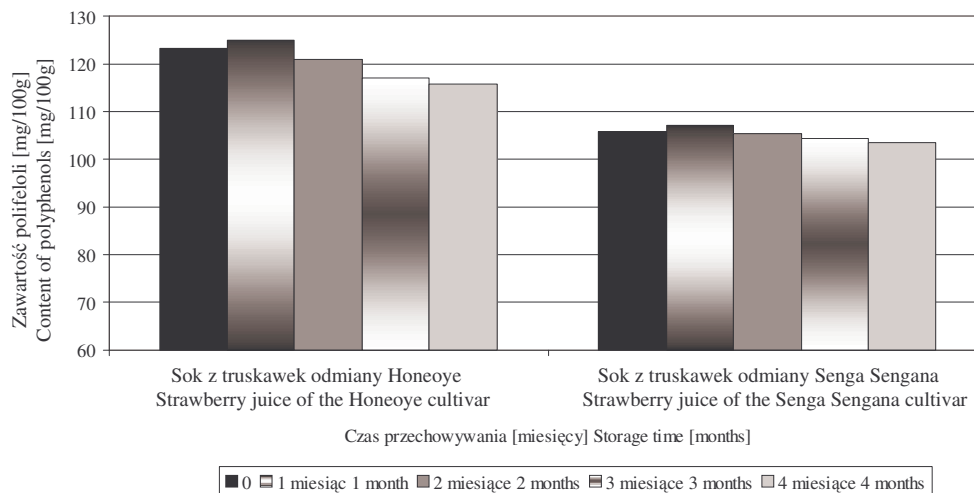 Zawartość polifeloli [mg/100g]
Content of polyphenols [mg/100g]
130
120
110
100
90
80
70
60
Sok z truskawek odmiany Honeoye
Strawberry juice of the Honeoye cultivar
Sok z truskawek odmiany Senga Sengana
Strawberry juice of the Senga Sengana cultivar
Czas przechowywania [miesięcy] Storage time [months]
0 1 miesiąc 1 month 2 miesiące 2 months 3 miesiące 3 months 4 miesiące 4 months